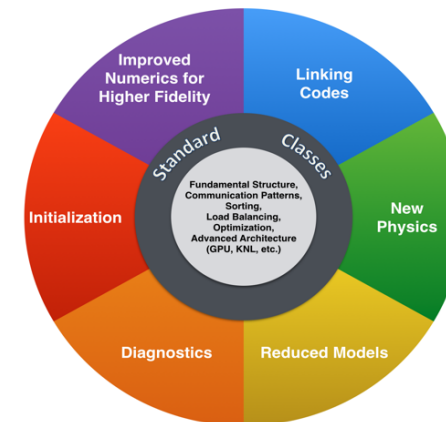 Improved
Numerics for
Higher Fidelity
Linking
Codes
Standard Classes
Initialization
Fundamental Structure,
Communication Patterns,
Sorting,
Load Balancing,
Optimization,
Advanced Architecture
(GPU, KNL, etc.)
New
Physics
Diagnostics
Reduced Models